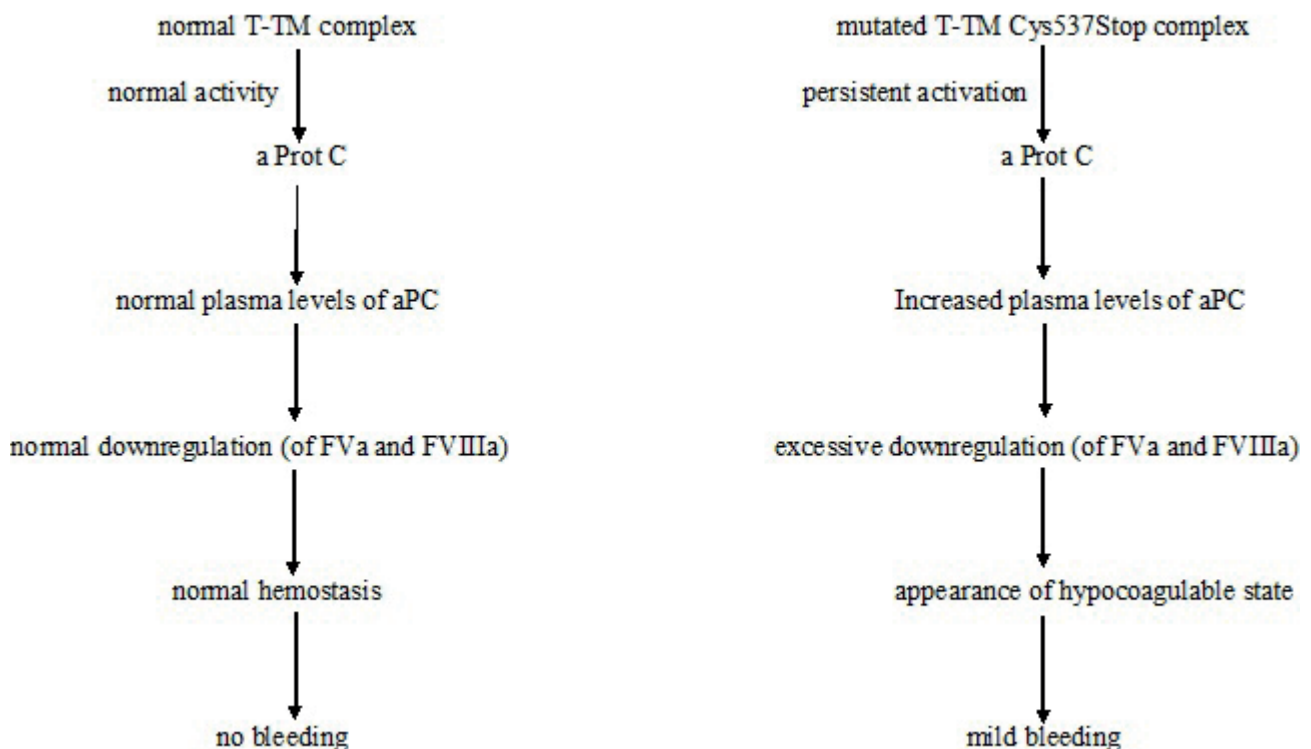 normal T-TM complex
normal activity
a Prot C
normal plasma levels of aPC
normal downregulation (of FVa and FVIIIa)
normal hemostasis
no bleeding
mutated T-TM Cys537Stop complex
persistent activation
a Prot C
Increased plasma levels of aPC
excessive downregulation (of FVa and FVIIIa)
appearance of hypocoagulable state
mild bleeding